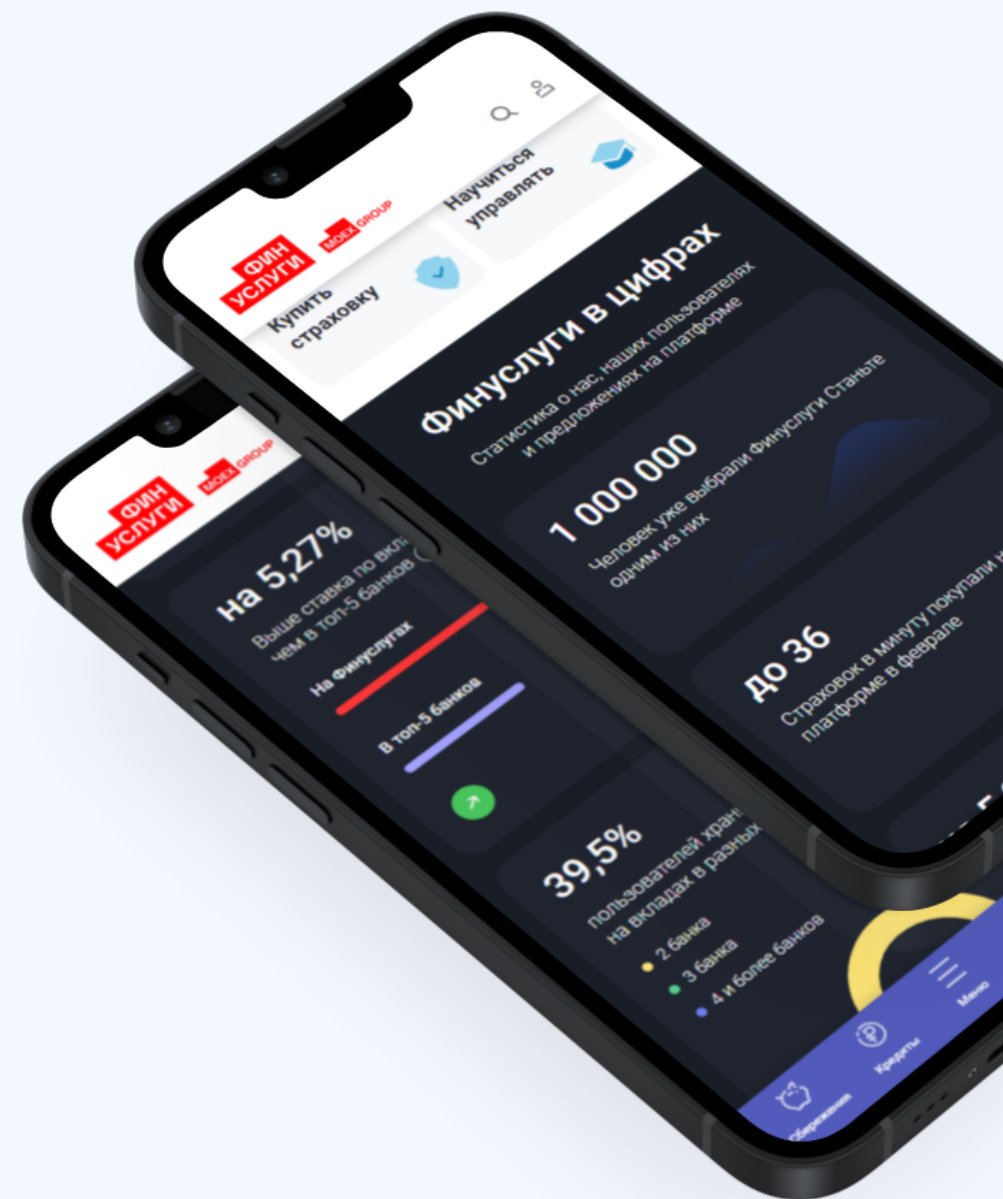 ФИН
УСЛУГИ
MOEX GROUP
Купить
страховку
Научиться
управлять
Финуслуги в цифрах
Статистика о нас, наших пользователях
и предложениях на платформе
1 000 000
Человек уже выбрали Финуслуги Станьте
одним из них
до 36
Страховок в минуту покупали
платформе в феврале
ФИН
УСЛУГИ
MOEX GROUP
на 5,27%
Выше ставка по
чем в топ-5 банков
На Финуслугах
В топ-5 банков
39,5%
пользователей
на вкладах в разных
2 банка
3 банка
4 и более банков
Сбережения
Кредиты
Меню